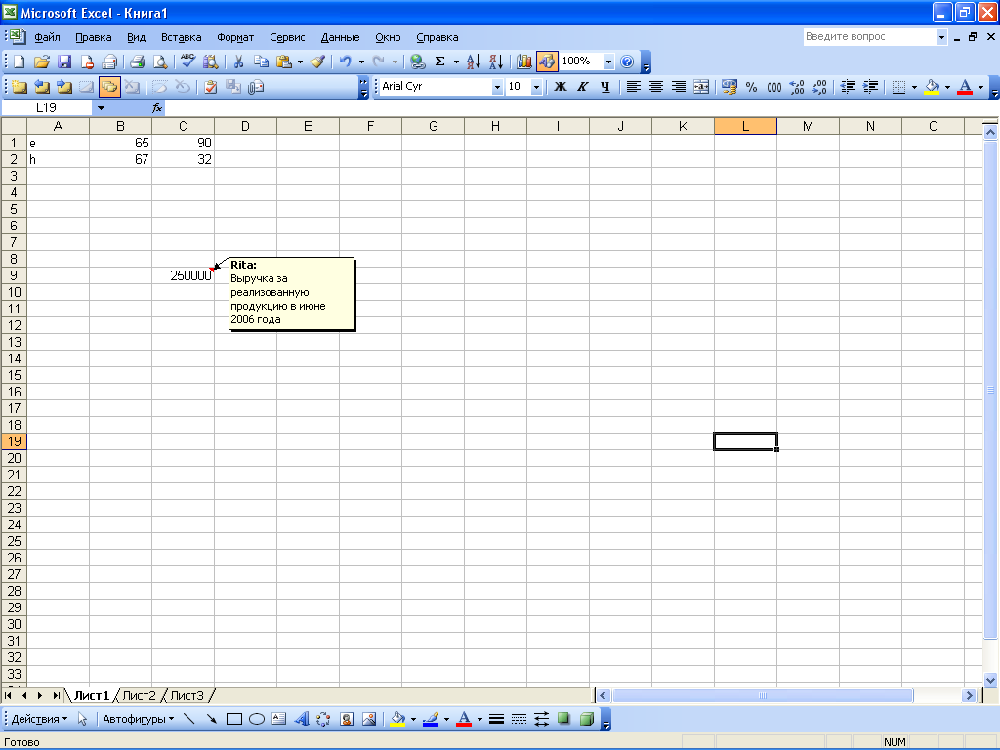 Microsoft Excel - Книга1
Файл Правка Вид Вставка Формат Сервис Данные Окно Справка
Введите вопрос
Σ 100%
Arial Cyr 10 Ж К Ч % 000
L19 fx
A B C D E F G H I J K L M N O
1 e 65 90
2 h 67 32
3
4
5
6
7
8
9 250000
Rita:
Выручка за
реализованную
продукцию в июне
2006 года
10
11
12
13
14
15
16
17
18
19
20
21
22
23
24
25
26
27
28
29
30
31
32
33
Лист1 Лист2 Лист3
Действия Автофигуры
Готово NUM